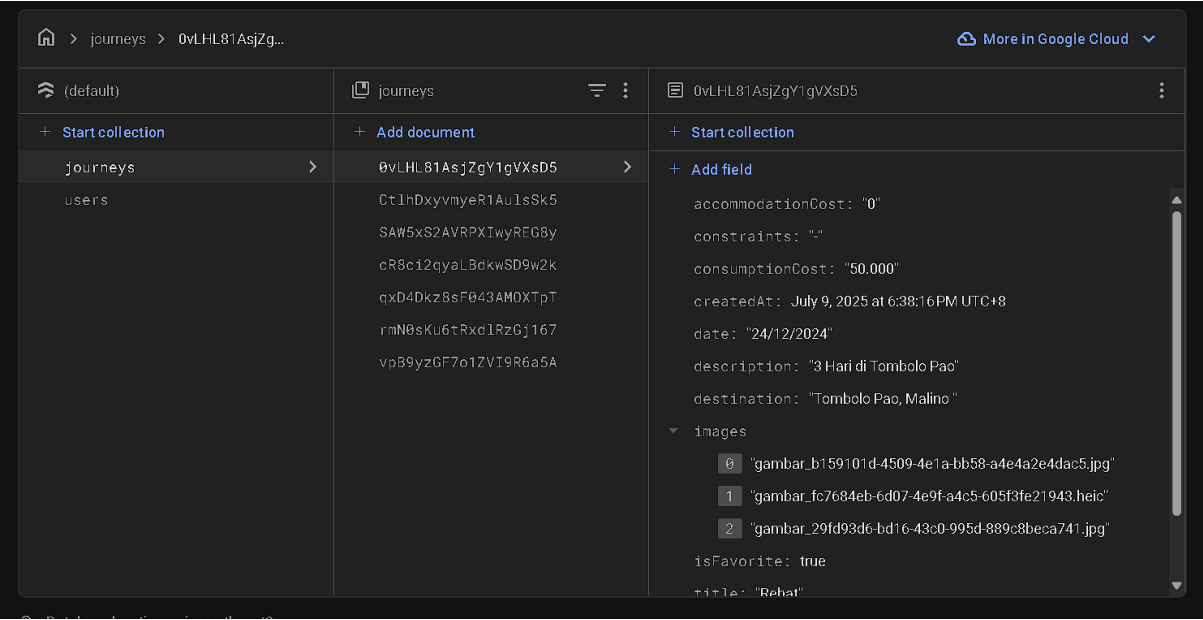 journeys > 0vLHL81AsjZg...
More in Google Cloud
(default)
journeys
0vLHL81AsjZgY1gVXsD5
+ Start collection
+ Add document
+ Start collection
journeys
users
0vLHL81AsjZgY1gVXsD5
CtlhDxyvmyeR1AulsSk5
SAW5xS2AVRPXIwyREG8y
cR8ci2qyaLBdkwSD9w2k
qxD4Dkz8sF043AMOXTpT
rmN0sKu6tRxdlRzGj167
vpB9yzGF7o1ZVI9R6a5A
+ Add field
accommodationCost: "0"
constraints: "-"
consumptionCost: "50.000"
createdAt: July 9, 2025 at 6:38:16 PM UTC+8
date: "24/12/2024"
description: "3 Hari di Tombolo Pao"
destination: "Tombolo Pao, Malino "
images
0 "gambar_b159101d-4509-4e1a-bb58-a4e4a2e4dac5.jpg"
1 "gambar_fc7684eb-6d07-4e9f-a4c5-605f3fe21943.heic"
2 "gambar_29fd93d6-bd16-43c0-995d-889c8beca741.jpg"
isFavorite: true
title: "Rehat"